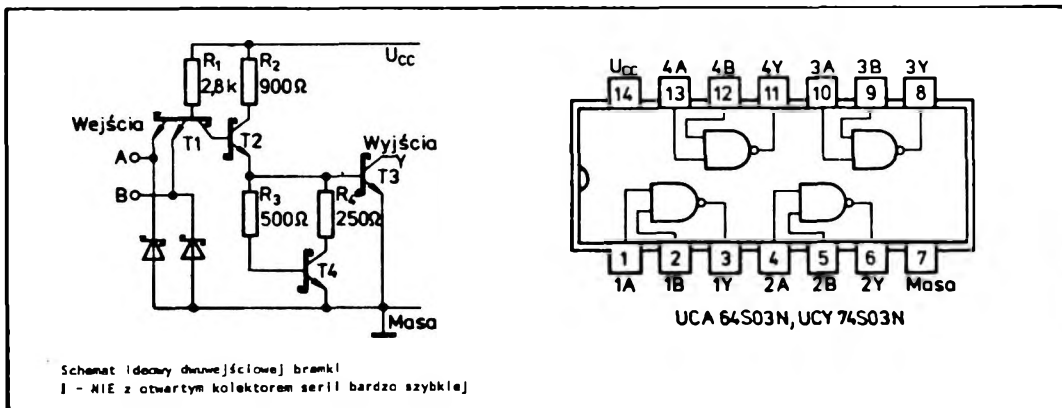 R₁
2,8k
R₂
900Ω
Ucc
Wejścia
T1
T2
A
B
Wyjścia
Y
T3
R₃
500Ω
R₄
250Ω
T4
Masa
Schemat ideowy dwuwejściowej bramki
I - NIE z otwartym kolektorem serii bardzo szybkiej
Ucc 4A 4B 4Y 3A 3B 3Y
14 13 12 11 10 9 8
1 2 3 4 5 6 7
1A 1B 1Y 2A 2B 2Y Masa
UCA 64S03N, UCY 74S03N